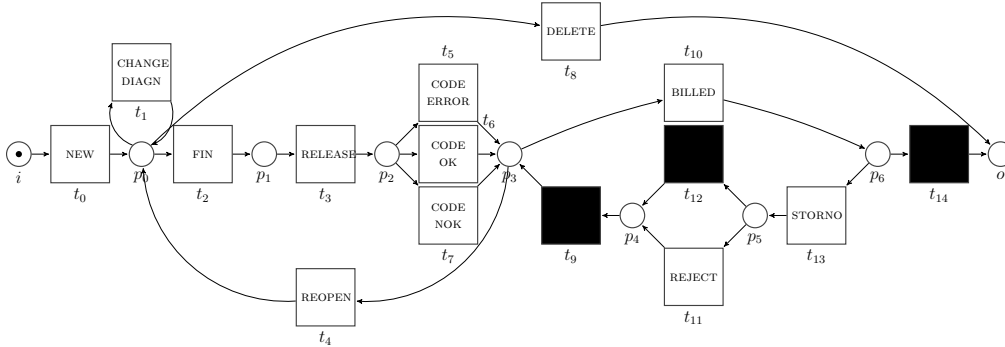 DELETE
t₈
t₅
t₁₀
CHANGE
DIAGN
t₁
CODE
ERROR
t₆
BILLED
NEW
FIN
RELEASE
CODE
OK
i
t₀
p₀
t₂
p₁
t₃
p₂
p₃
t₁₂
p₆
t₁₄
o
CODE
NOK
t₇
t₉
p₄
p₅
STORNO
t₁₃
REJECT
t₁₁
REOPEN
t₄